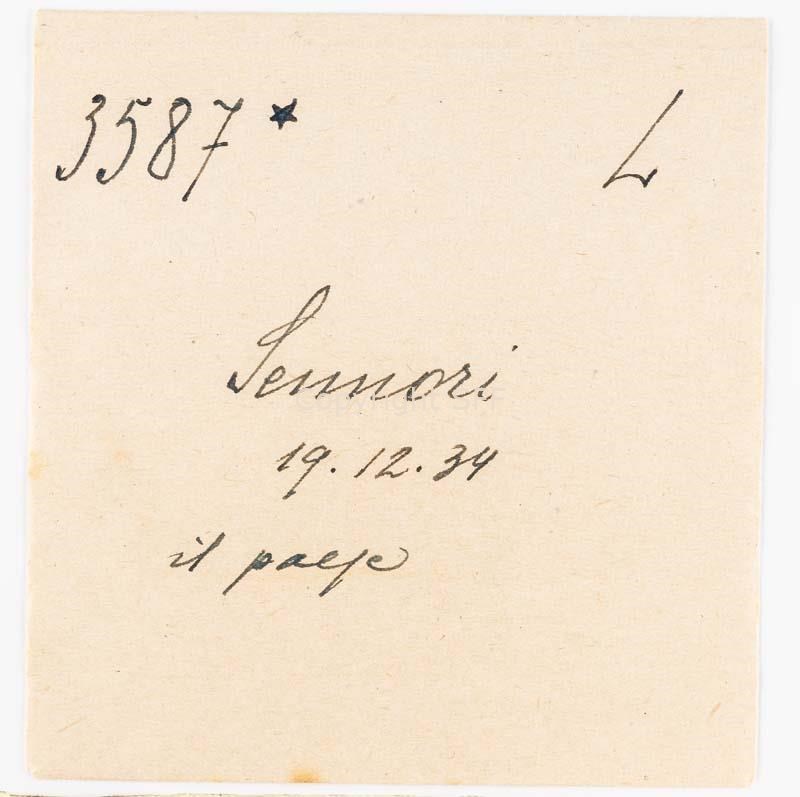 3587* L
Sennori
19.12.34
il paese